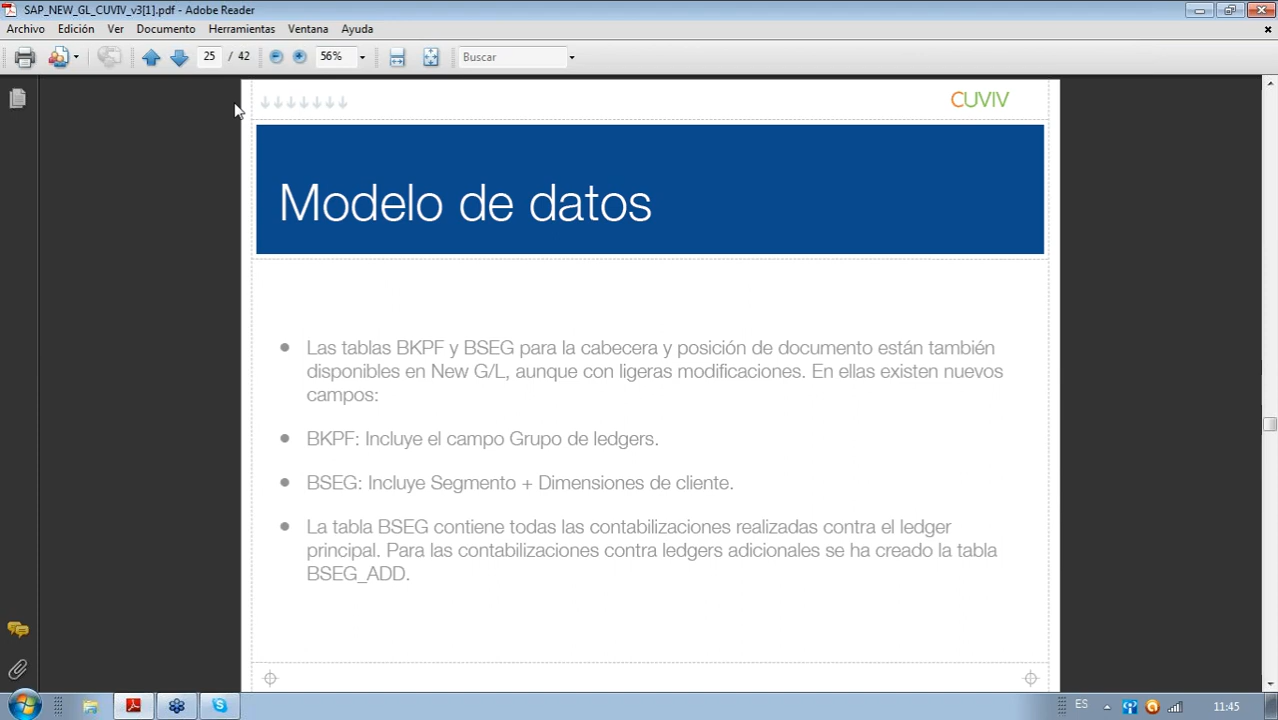 SAP_NEW_GL_CUVIV_v3[1].pdf - Adobe Reader
Archivo Edición Ver Documento Herramientas Ventana Ayuda
25 / 42 56% Buscar
CUVIV
Modelo de datos
Las tablas BKPF y BSEG para la cabecera y posición de documento están también
disponibles en New G/L, aunque con ligeras modificaciones. En ellas existen nuevos
campos:
BKPF: Incluye el campo Grupo de ledgers.
BSEG: Incluye Segmento + Dimensiones de cliente.
La tabla BSEG contiene todas las contabilizaciones realizadas contra el ledger
principal. Para las contabilizaciones contra ledgers adicionales se ha creado la tabla
BSEG_ADD.
ES 11:45